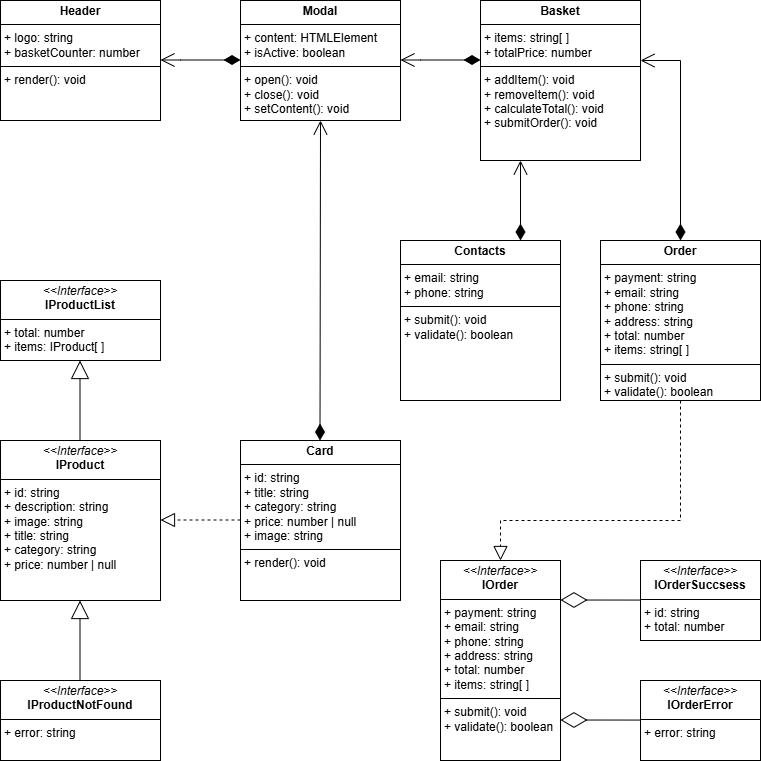 Header
+ logo: string
+ basketCounter: number
+ render(): void
Modal
+ content: HTMLElement
+ isActive: boolean
+ open(): void
+ close(): void
+ setContent(): void
Basket
+ items: string[ ]
+ totalPrice: number
+ addItem(): void
+ removeItem(): void
+ calculateTotal(): void
+ submitOrder(): void
Contacts
+ email: string
+ phone: string
+ submit(): void
+ validate(): boolean
Order
+ payment: string
+ email: string
+ phone: string
+ address: string
+ total: number
+ items: string[ ]
+ submit(): void
+ validate(): boolean
<<Interface>>
IProductList
+ total: number
+ items: IProduct[ ]
<<Interface>>
IProduct
+ id: string
+ description: string
+ image: string
+ title: string
+ category: string
+ price: number | null
Card
+ id: string
+ title: string
+ category: string
+ price: number | null
+ image: string
+ render(): void
<<Interface>>
IOrder
+ payment: string
+ email: string
+ phone: string
+ address: string
+ total: number
+ items: string[ ]
+ submit(): void
+ validate(): boolean
<<Interface>>
IOrderSuccsess
+ id: string
+ total: number
<<Interface>>
IProductNotFound
+ error: string
<<Interface>>
IOrderError
+ error: string